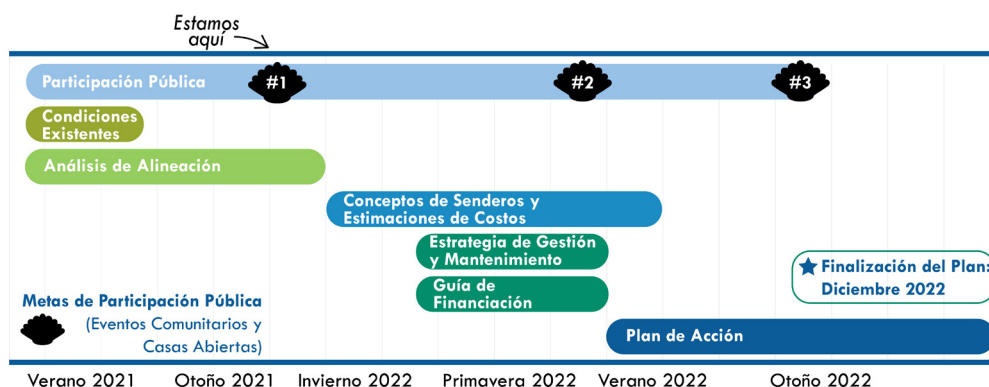 Estamos
aquí
Participación Pública
#1
#2
#3
Condiciones
Existentes
Análisis de Alineación
Conceptos de Senderos y
Estimaciones de Costos
Estrategia de Gestión
y Mantenimiento
Guía de
Financiación
Finalización del Plan:
Diciembre 2022
Metas de Participación Pública
(Eventos Comunitarios y
Casas Abiertas)
Plan de Acción
Verano 2021 Otoño 2021 Invierno 2022 Primavera 2022 Verano 2022 Otoño 2022